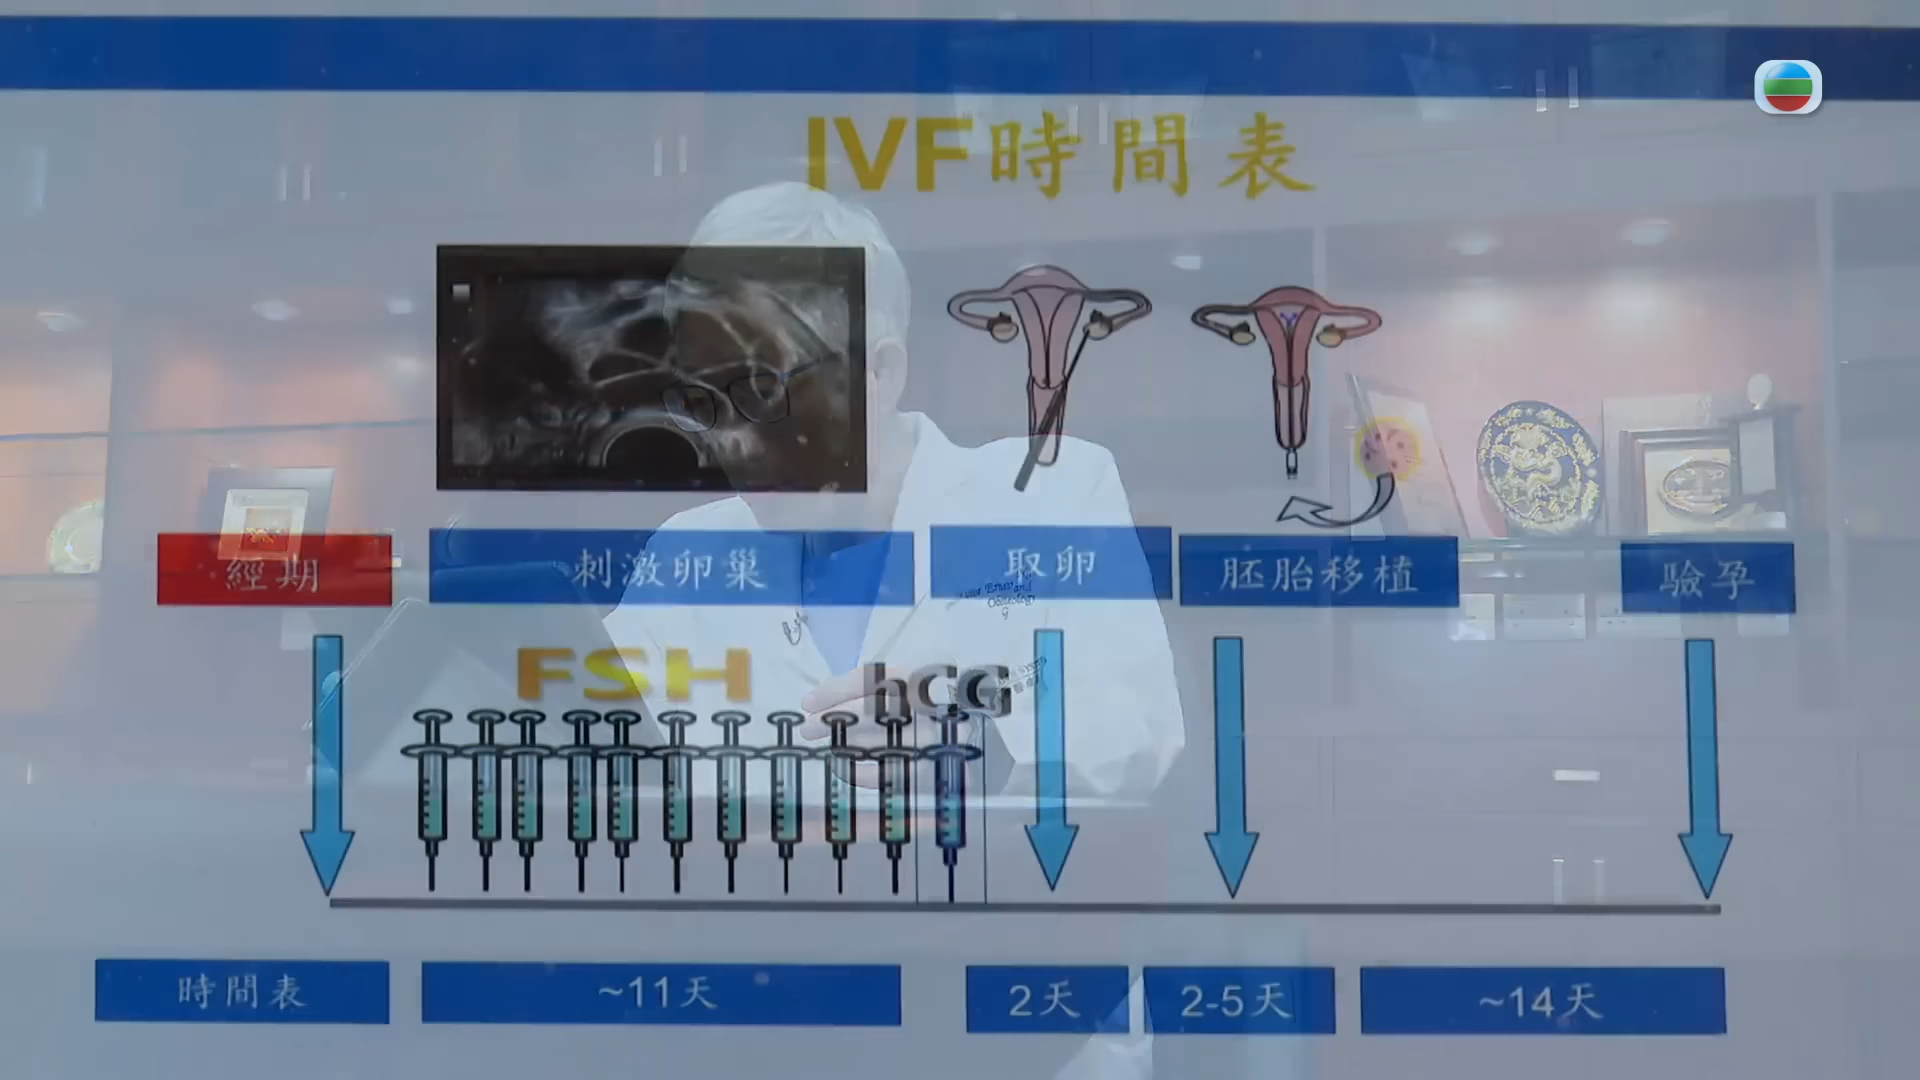 IVF時間表
經期
刺激卵巢
取卵
胚胎移植
驗孕
FSH
hCG
時間表
~11天
2天
2-5天
~14天